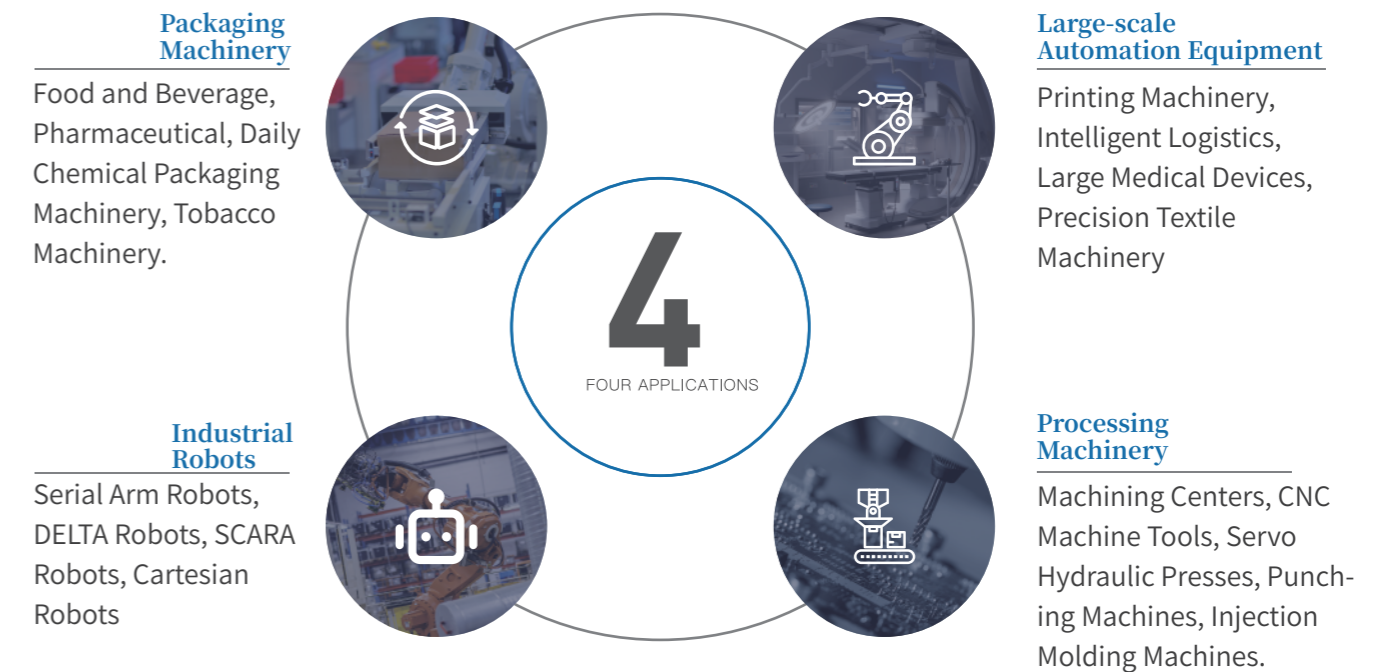 Packaging
Machinery
Food and Beverage,
Pharmaceutical, Daily
Chemical Packaging
Machinery, Tobacco
Machinery.
Large-scale
Automation Equipment
Printing Machinery,
Intelligent Logistics,
Large Medical Devices,
Precision Textile
Machinery
4
FOUR APPLICATIONS
Industrial
Robots
Serial Arm Robots,
DELTA Robots, SCARA
Robots, Cartesian
Robots
Processing
Machinery
Machining Centers, CNC
Machine Tools, Servo
Hydraulic Presses, Punch-
ing Machines, Injection
Molding Machines.